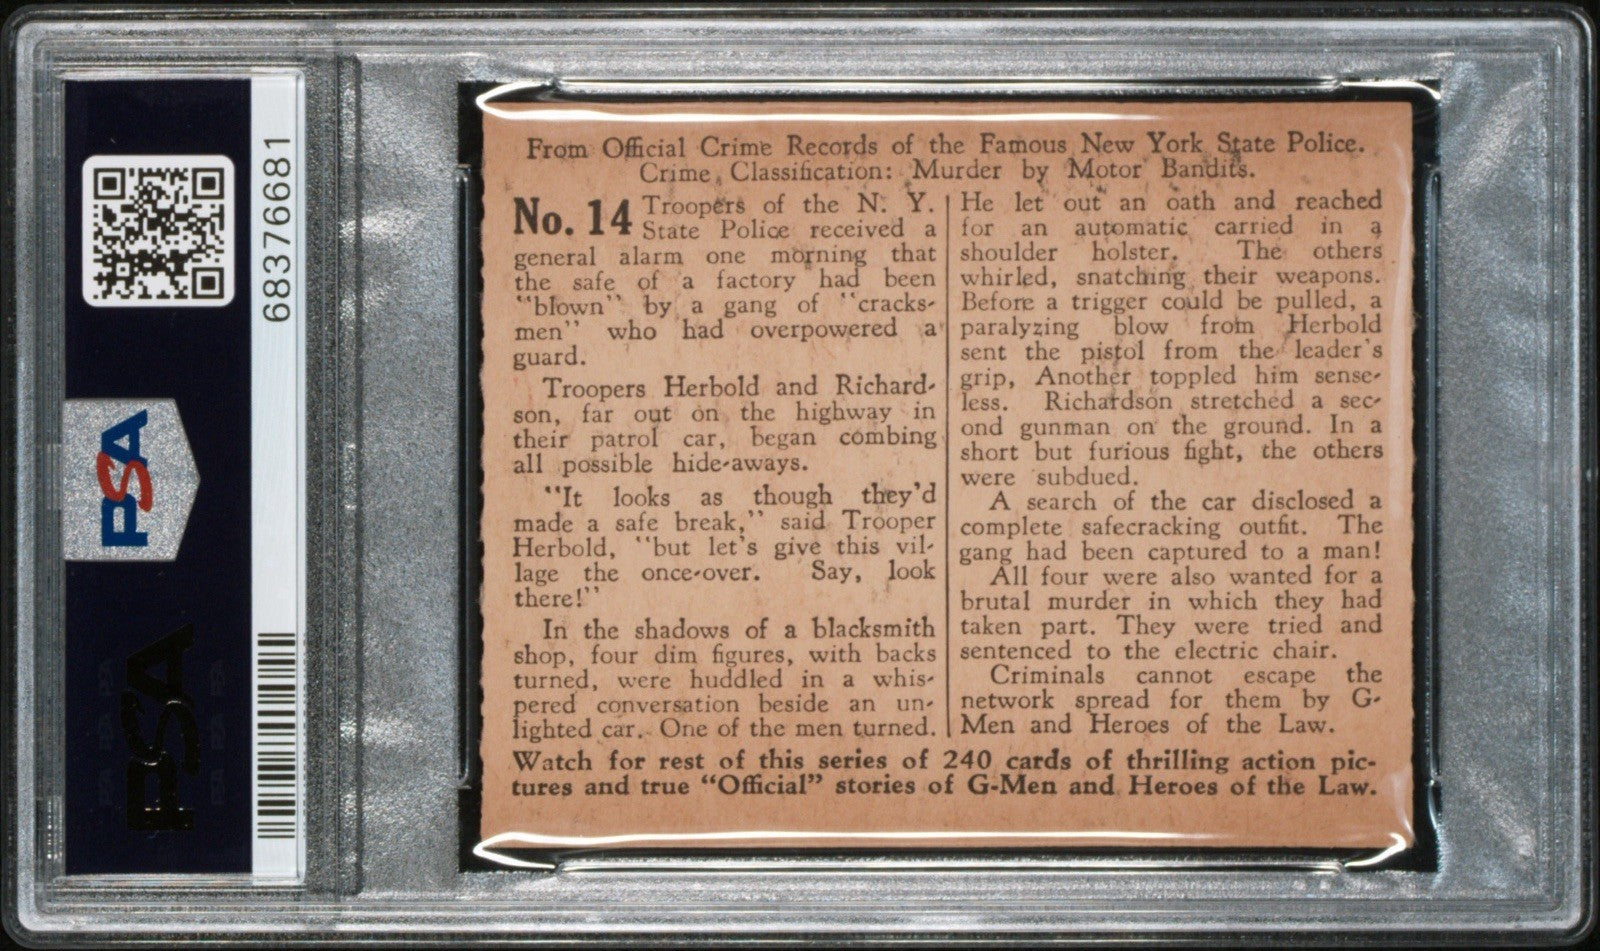 68376681
PSA
PSA
From Official Crime Records of the Famous New York State Police.
Crime Classification: Murder by Motor Bandits.
No. 14 Troopers of the N. Y.
State Police received a
general alarm one morning that
the safe of a factory had been
"blown" by a gang of "cracks-
men" who had overpowered a
guard.
Troopers Herbold and Richard-
son, far out on the highway in
their patrol car, began combing
all possible hide-aways.
"It looks as though they'd
made a safe break," said Trooper
Herbold, "but let's give this vil-
lage the once-over. Say, look
there!"
In the shadows of a blacksmith
shop, four dim figures, with backs
turned, were huddled in a whis-
pered conversation beside an un-
lighted car. One of the men turned.
He let out an oath and reached
for an automatic carried in a
shoulder holster. The others
whirled, snatching their weapons.
Before a trigger could be pulled, a
paralyzing blow from Herbold
sent the pistol from the leader's
grip, Another toppled him sense-
less. Richardson stretched a sec-
ond gunman on the ground. In a
short but furious fight, the others
were subdued.
A search of the car disclosed a
complete safecracking outfit. The
gang had been captured to a man!
All four were also wanted for a
brutal murder in which they had
taken part. They were tried and
sentenced to the electric chair.
Criminals cannot escape the
network spread for them by G-
Men and Heroes of the Law.
Watch for rest of this series of 240 cards of thrilling action pic-
tures and true "Official" stories of G-Men and Heroes of the Law.